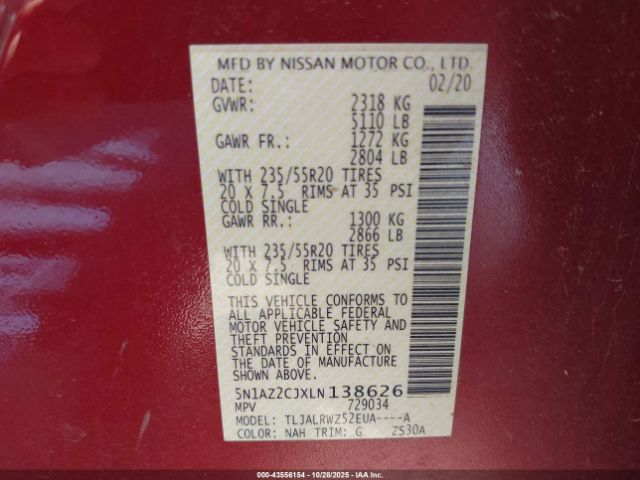 MFD BY NISSAN MOTOR CO., LTD.
DATE: 02/20
GVWR: 2318 KG
5110 LB
GAWR FR.: 1272 KG
2804 LB
WITH 235/55R20 TIRES
20 X 7.5 RIMS AT 35 PSI
COLD SINGLE
GAWR RR.: 1300 KG
2866 LB
WITH 235/55R20 TIRES
20 X 7.5 RIMS AT 35 PSI
COLD SINGLE
THIS VEHICLE CONFORMS TO
ALL APPLICABLE FEDERAL
MOTOR VEHICLE SAFETY AND
THEFT PREVENTION
STANDARDS IN EFFECT ON
THE DATE OF MANUFACTURE
SHOWN ABOVE.
5N1AZ2CJXLN138626
MPV 729034
MODEL: TLJALRWZ52EUA----A
COLOR: NAH TRIM: G ZS30A
000-43556154 - 10/28/2025 - IAAI.com